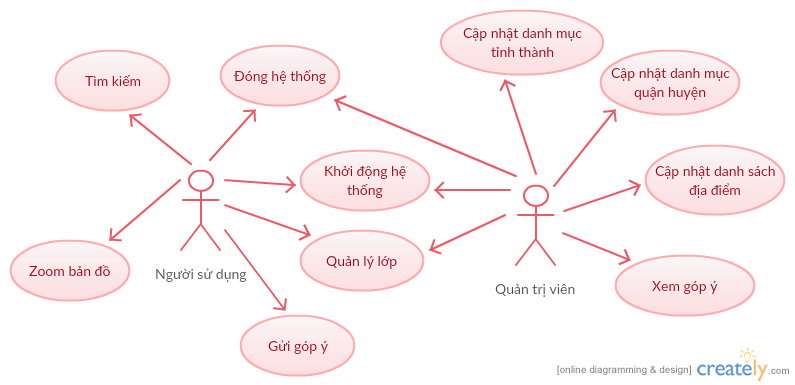 Cập nhật danh mục
tỉnh thành
Tìm kiếm
Đóng hệ thống
Cập nhật danh mục
quận huyện
Khởi động hệ
thống
Cập nhật danh sách
địa điểm
Zoom bản đồ
Người sử dụng
Quản lý lớp
Quản trị viên
Xem góp ý
Gửi góp ý
[online diagramming & design] creately.com